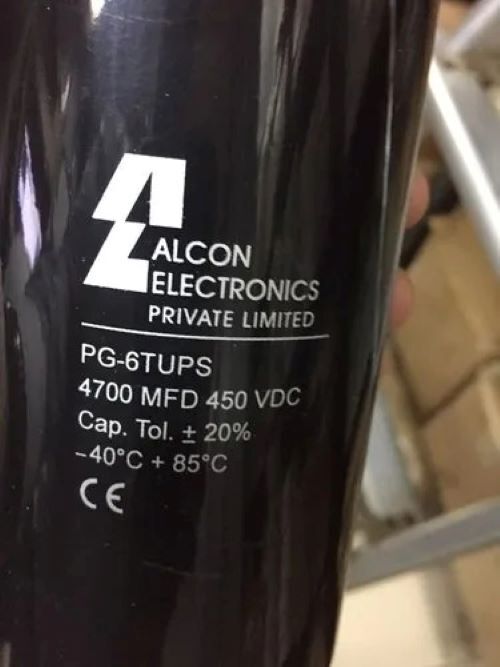 ALCON
ELECTRONICS
PRIVATE LIMITED
PG-6TUPS
4700 MFD 450 VDC
Cap. Tol. ± 20%
–40°C + 85°C
CE